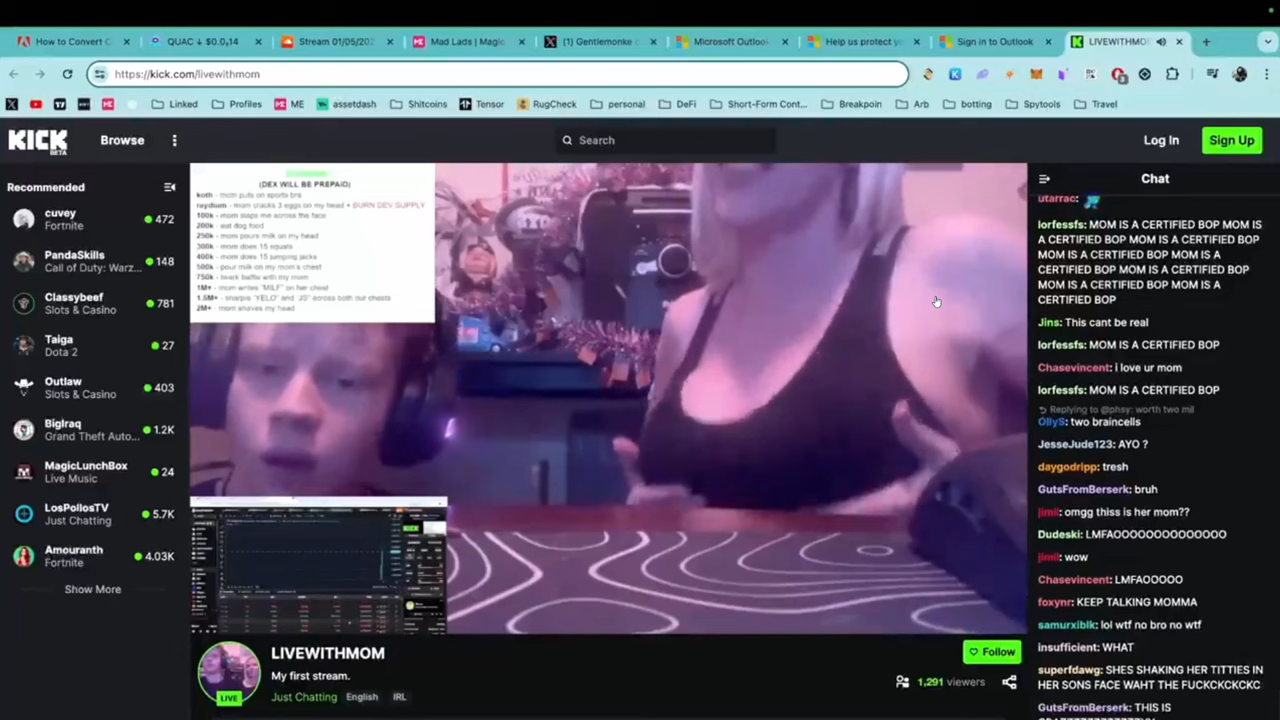 How to Convert C
QUAC ↓ $0.0₅14
Stream 01/05/202
Mad Lads | Magic
(1) Gentlemonke
Microsoft Outlook
Help us protect yo
Sign in to Outlook
LIVEWITHMO
https://kick.com/livewithmom
Linked
Profiles
ME
assetdash
Shitcoins
Tensor
RugCheck
personal
DeFi
Short-Form Cont...
Breakpoin
Arb
botting
Spytools
Travel
KICK
BETA
Browse
Search
Log In
Sign Up
Recommended
cuvey
472
Fortnite
PandaSkills
148
Call of Duty: Warz...
Classybeef
781
Slots & Casino
Taiga
27
Dota 2
Outlaw
403
Slots & Casino
BigIraq
1.2K
Grand Theft Auto...
MagicLunchBox
24
Live Music
LosPollosTV
5.7K
Just Chatting
Amouranth
4.03K
Fortnite
Show More
(DEX WILL BE PREPAID)
koth - mom puts on sports bra
raydium - mom cracks 3 eggs on my head + BURN DEV SUPPLY
100k - mom slaps me across the face
200k - eat dog food
250k - mom pours milk on my head
300k - mom does 15 squats
400k - mom does 15 jumping jacks
500k - pour milk on my mom's chest
750k - twerk battle with my mom
1M+ - mom writes "MILF" on her chest
1.5M+ - sharpie "YELO" and "JS" across both our chests
2M+ - mom shaves my head
KICK
LIVE
LIVEWITHMOM
My first stream.
Just Chatting
English
IRL
Follow
1,291 viewers
Chat
utarrac:
lorfessfs: MOM IS A CERTIFIED BOP MOM IS
A CERTIFIED BOP MOM IS A CERTIFIED BOP
MOM IS A CERTIFIED BOP MOM IS A
CERTIFIED BOP MOM IS A CERTIFIED BOP
MOM IS A CERTIFIED BOP MOM IS A
CERTIFIED BOP
Jins: This cant be real
lorfessfs: MOM IS A CERTIFIED BOP
Chasevincent: i love ur mom
lorfessfs: MOM IS A CERTIFIED BOP
Replying to @phsy: worth two mil
OllyS: two braincells
JesseJude123: AYO ?
daygodripp: tresh
GutsFromBerserk: bruh
jimii: omgg thiss is her mom??
Dudeski: LMFAOOOOOOOOOOOOOO
jimii: wow
Chasevincent: LMFAOOOOO
foxynr: KEEP TALKING MOMMA
samurxiblk: lol wtf no bro no wtf
insufficient: WHAT
superfdawg: SHES SHAKING HER TITTIES IN
HER SONS FACE WAHT THE FUCKCKCKCKC
GutsFromBerserk: THIS IS